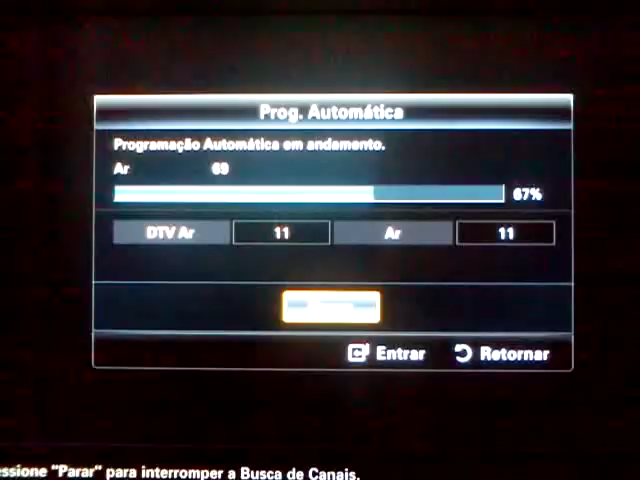 Prog. Automática
Programação Automática em andamento.
Ar 69
67%
DTV Ar 11 Ar 11
Entrar Retornar
essione "Parar" para interromper a Busca de Canais.